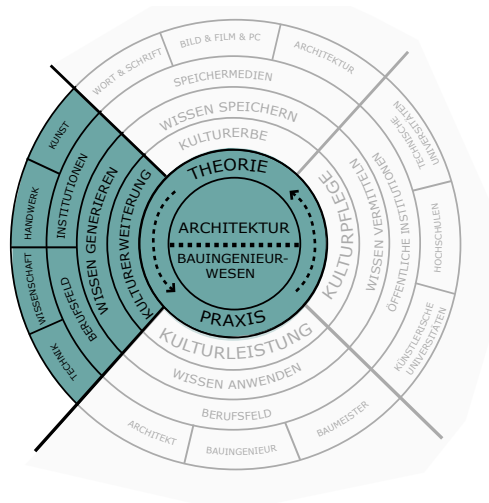 WORT & SCHRIFT
BILD & FILM & PC
ARCHITEKTUR
SPEICHERMEDIEN
WISSEN SPEICHERN
KULTURERBE
KUNST
HANDWERK
WISSENSCHAFT
TECHNIK
INSTITUTIONEN
BERUFSFELD
WISSEN GENERIEREN
KULTURERWEITERUNG
THEORIE
ARCHITEKTUR
BAUINGENIEUR-
WESEN
PRAXIS
KULTURPFLEGE
WISSEN VERMITTELN
ÖFFENTLICHE INSTITUTIONEN
TECHNISCHE
UNIVERSITÄTEN
HOCHSCHULEN
KÜNSTLERISCHE
UNIVERSITÄTEN
KULTURLEISTUNG
WISSEN ANWENDEN
BERUFSFELD
ARCHITEKT
BAUINGENIEUR
BAUMEISTER